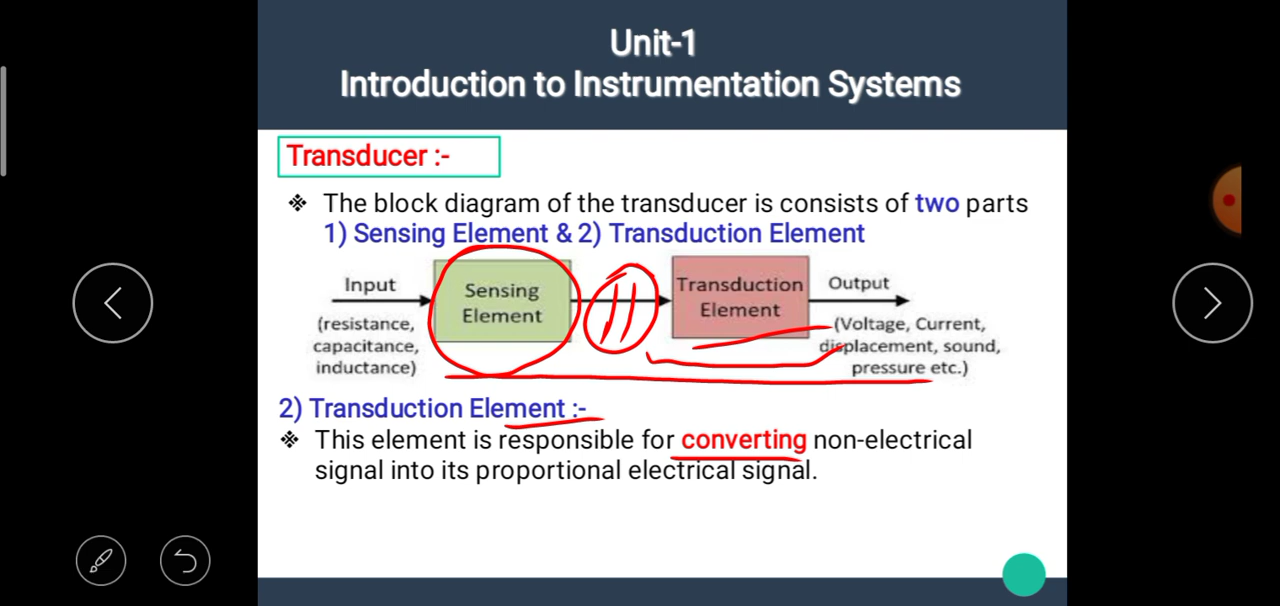 Unit-1
Introduction to Instrumentation Systems
Transducer :-
❖ The block diagram of the transducer is consists of two parts
1) Sensing Element & 2) Transduction Element
Input
(resistance,
capacitance,
inductance)
Sensing
Element
Transduction
Element
Output
(Voltage, Current,
displacement, sound,
pressure etc.)
2) Transduction Element :-
❖ This element is responsible for converting non-electrical
signal into its proportional electrical signal.